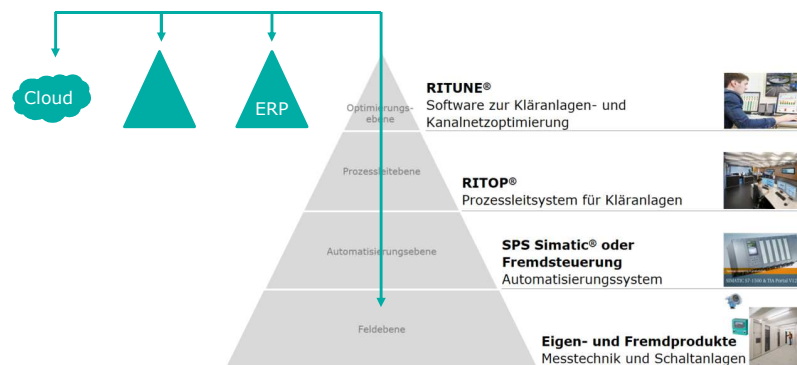 Cloud
ERP
Optimierungs-
ebene
RITUNE®
Software zur Kläranlagen- und
Kanalnetzoptimierung
Prozessleitebene
RITOP®
Prozessleitsystem für Kläranlagen
Automatisierungsebene
SPS Simatic® oder
Fremdsteuerung
Automatisierungssystem
Feldebene
Eigen- und Fremdprodukte
Messtechnik und Schaltanlagen